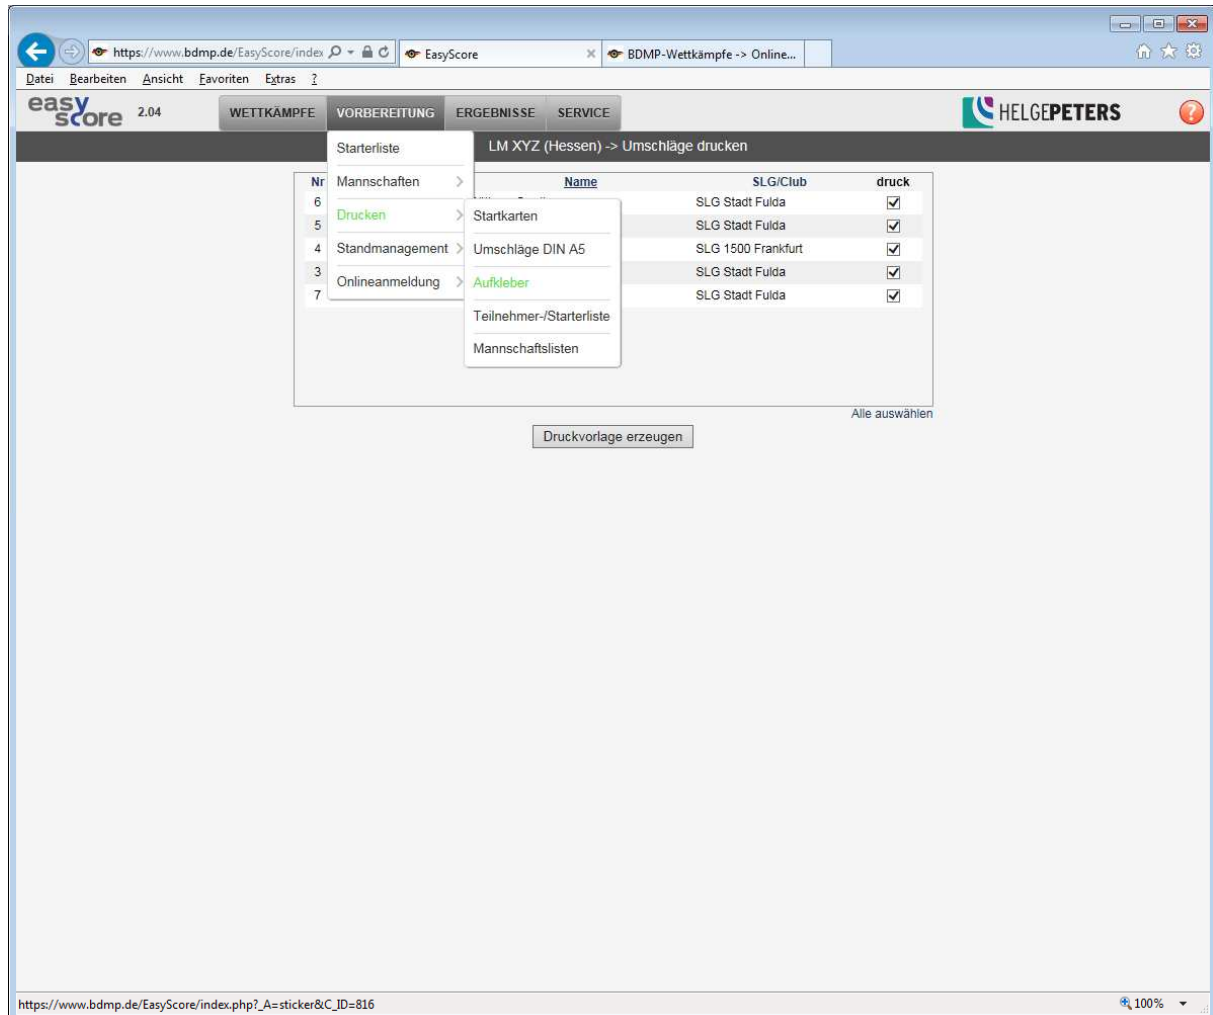 https://www.bdmp.de/EasyScore/index
EasyScore
BDMP-Wettkämpfe -> Online...
Datei Bearbeiten Ansicht Favoriten Extras ?
easy score 2.04
WETTKÄMPFE VORBEREITUNG ERGEBNISSE SERVICE
HELGEPETERS
LM XYZ (Hessen) -> Umschläge drucken
Starterliste
Mannschaften
Drucken
Standmanagement
Onlineanmeldung
Startkarten
Umschläge DIN A5
Aufkleber
Teilnehmer-/Starterliste
Mannschaftslisten
Nr Name SLG/Club druck
6 SLG Stadt Fulda
5 SLG Stadt Fulda
4 SLG 1500 Frankfurt
3 SLG Stadt Fulda
7 SLG Stadt Fulda
Alle auswählen
Druckvorlage erzeugen
https://www.bdmp.de/EasyScore/index.php?_A=sticker&C_ID=816
100%